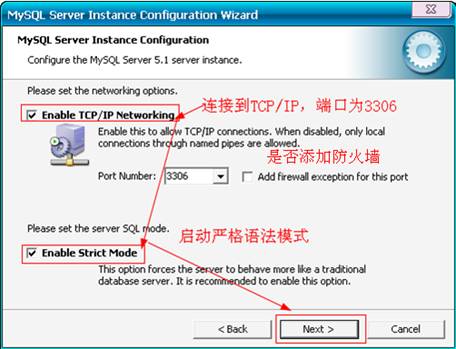 MySQL Server Instance Configuration Wizard
MySQL Server Instance Configuration
Configure the MySQL Server 5.1 server instance.
Please set the networking options.
Enable TCP/IP Networking
连接到TCP/IP，端口为3306
Enable this to allow TCP/IP connections. When disabled, only local
connections through named pipes are allowed.
是否添加防火墙
Port Number: 3306 Add firewall exception for this port
Please set the server SQL mode.
启动严格语法模式
Enable Strict Mode
This option forces the server to behave more like a traditional
database server. It is recommended to enable this option.
< Back Next > Cancel